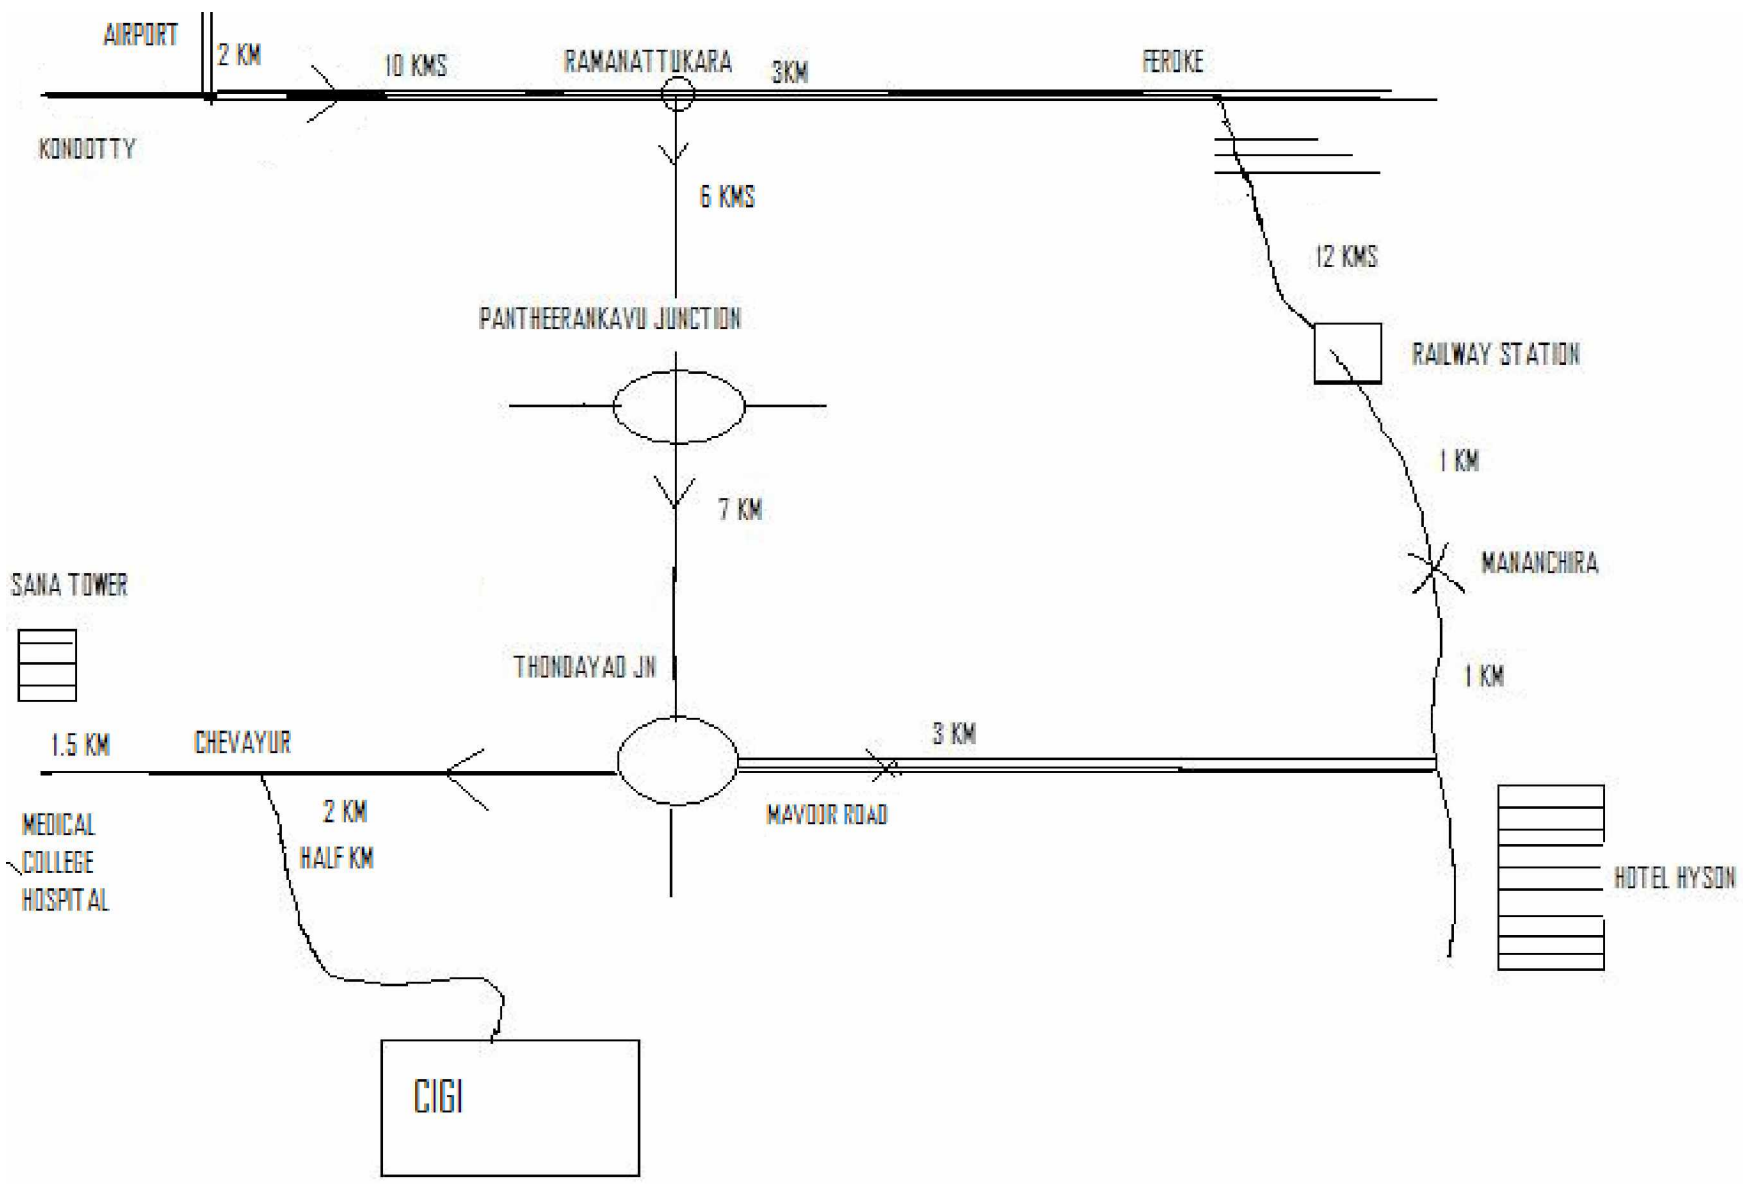 AIRPORT
2 KM
10 KMS
RAMANATTUKARA
3KM
FEROKE
KONDOTTY
6 KMS
12 KMS
PANTHEERANKAVU JUNCTION
RAILWAY STATION
1 KM
7 KM
MANANCHIRA
SANA TOWER
THONDAYAD JN
1 KM
1.5 KM
CHEVAYUR
3 KM
2 KM
MAVOOR ROAD
MEDICAL
COLLEGE
HOSPITAL
HALF KM
HOTEL HYSON
CIGI